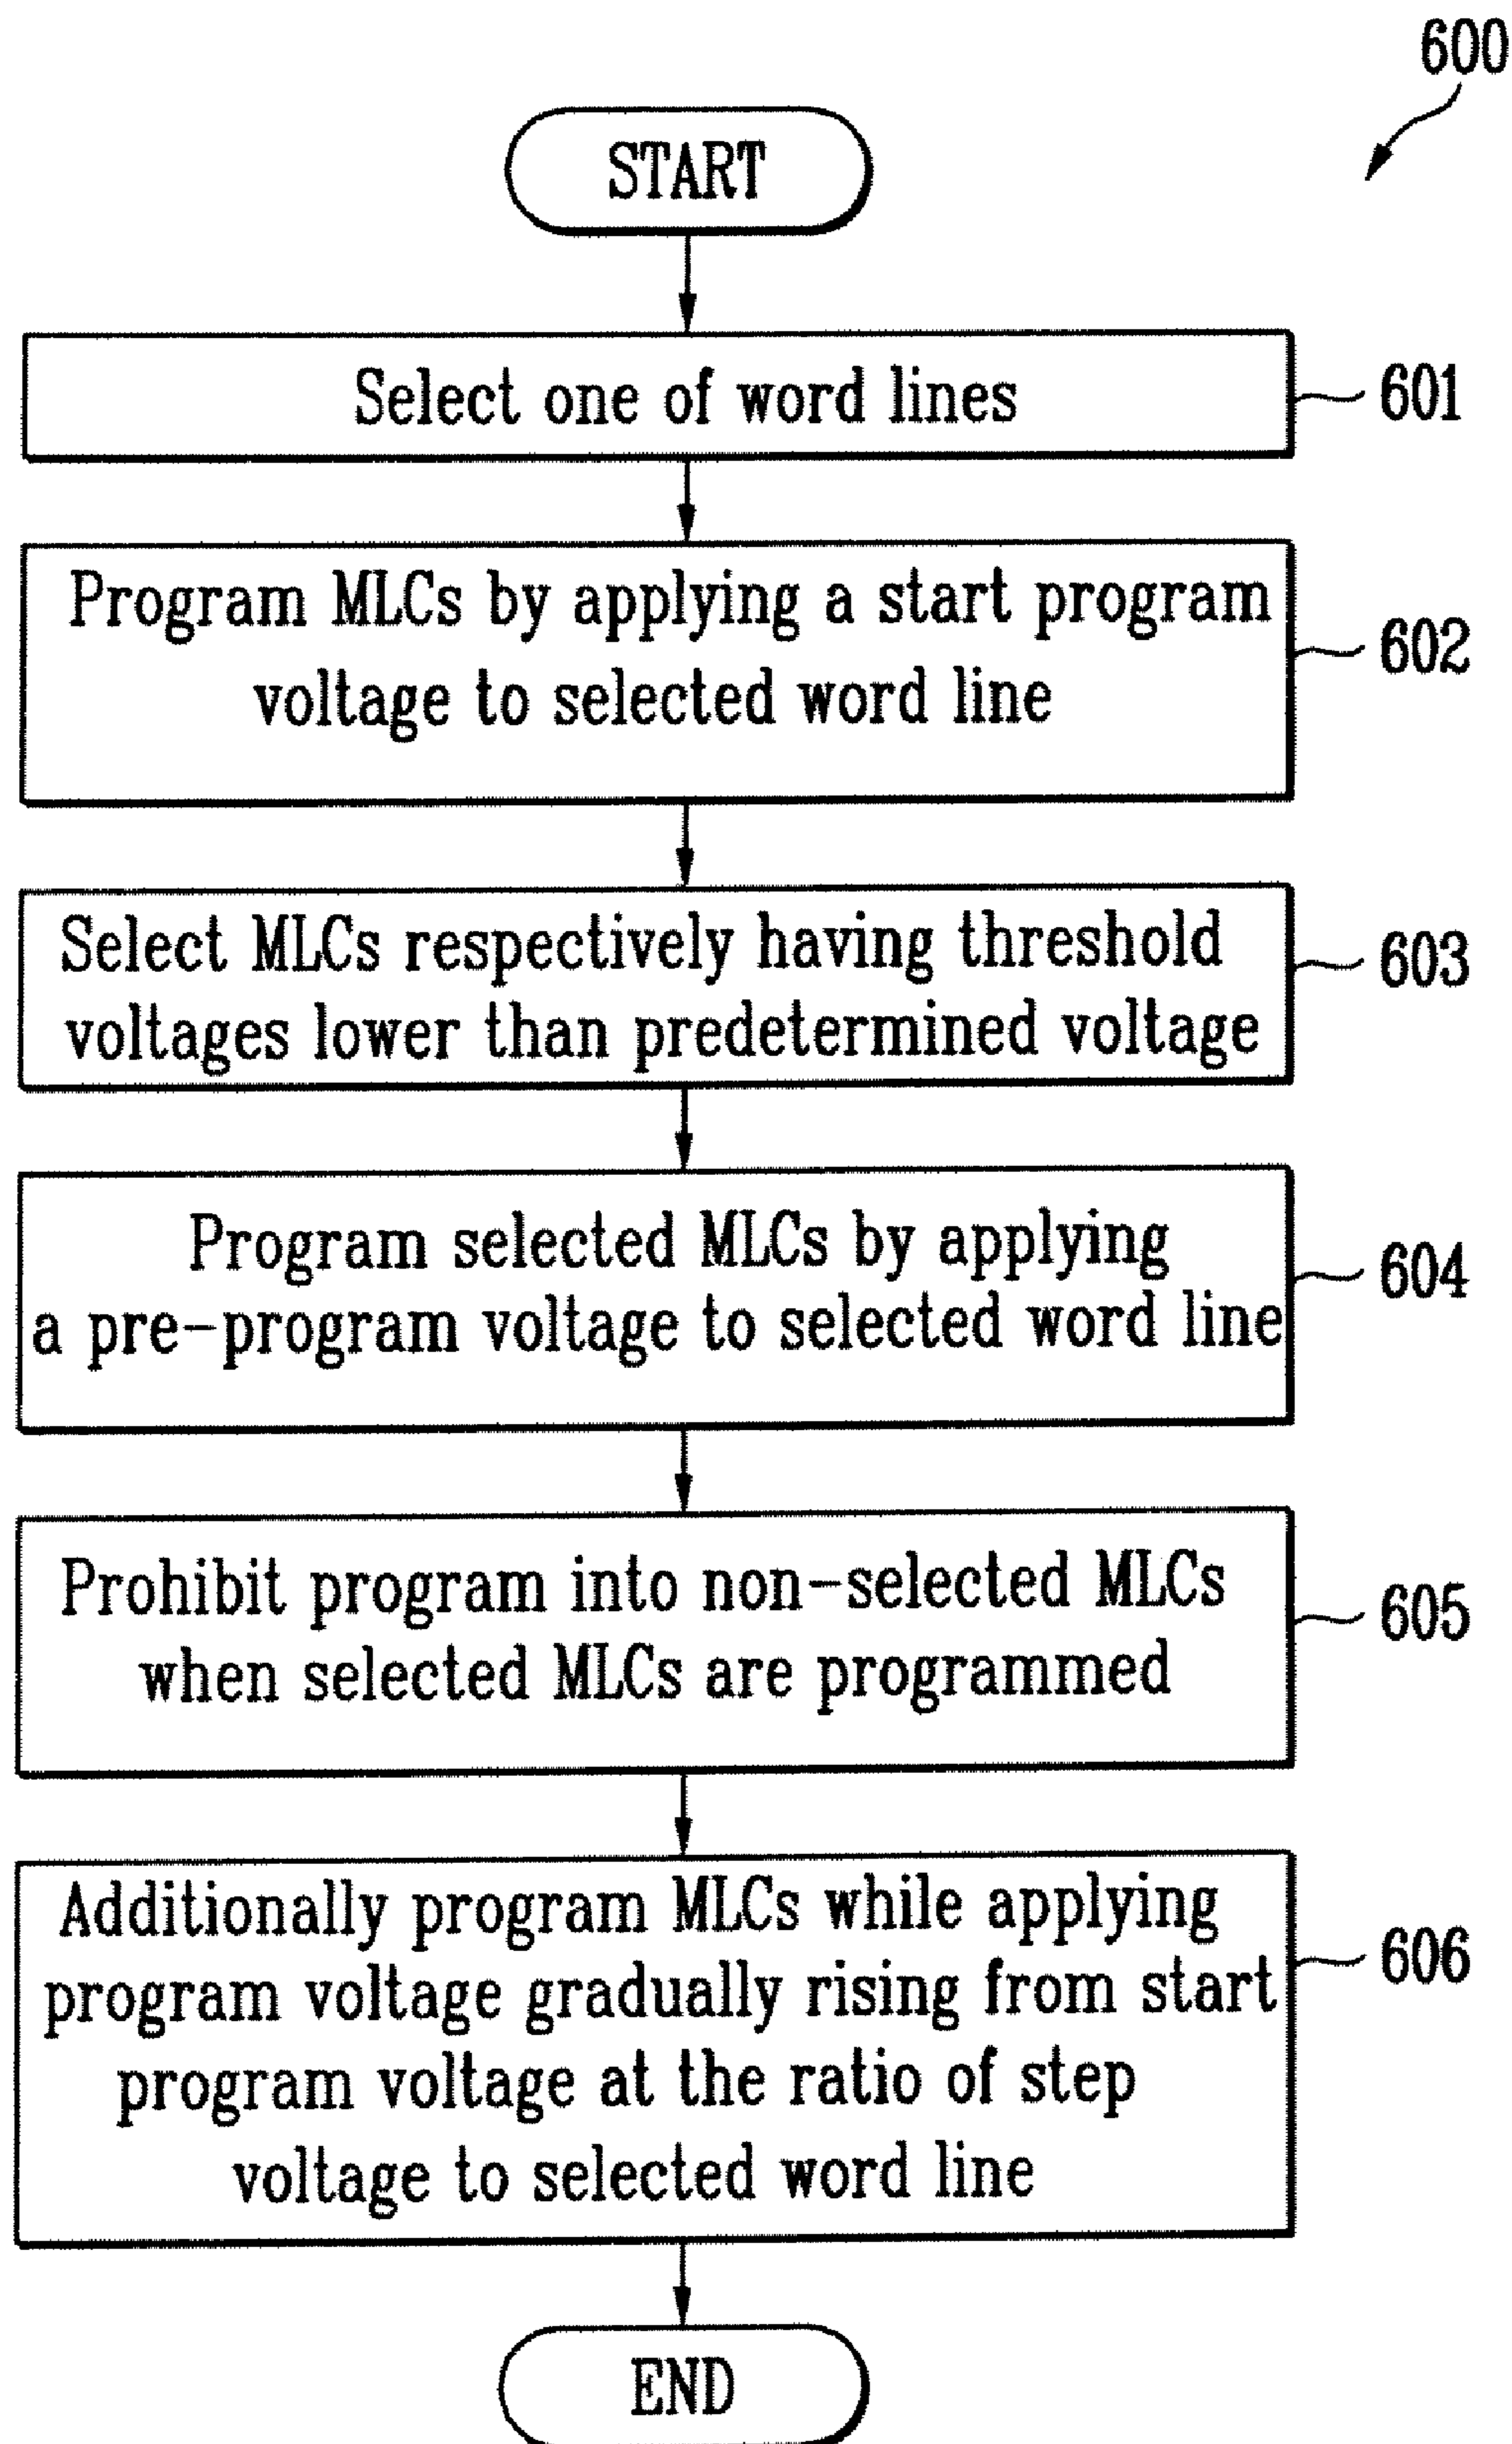 600
START
Select one of word lines
601
Program MLCs by applying a start program
voltage to selected word line
602
Select MLCs respectively having threshold
voltages lower than predetermined voltage
603
Program selected MLCs by applying
a pre-program voltage to selected word line
604
Prohibit program into non-selected MLCs
when selected MLCs are programmed
605
Additionally program MLCs while applying
program voltage gradually rising from start
program voltage at the ratio of step
voltage to selected word line
606
END